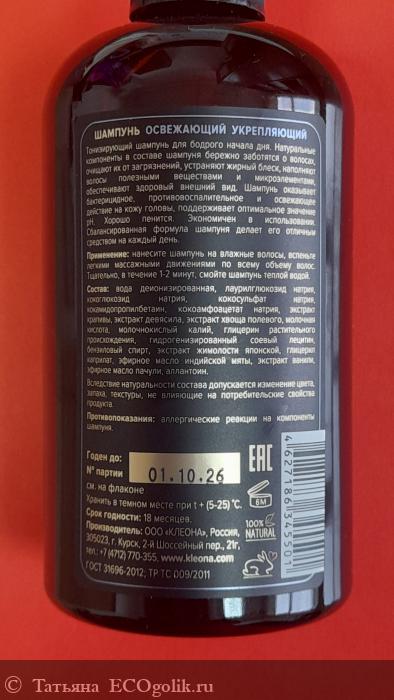 ШАМПУНЬ ОСВЕЖАЮЩИЙ УКРЕПЛЯЮЩИЙ
Тонизирующий шампунь для бодрого начала дня. Натуральные
компоненты в составе шампуня бережно заботятся о волосах,
очищают их от загрязнений, устраняют жирный блеск, наполняют
волосы полезными веществами и микроэлементами,
обеспечивают здоровый внешний вид. Шампунь оказывает
бактерицидное, противовоспалительное и освежающее
действие на кожу головы, поддерживает оптимальное значение
pH. Хорошо пенится. Экономичен в использовании.
Сбалансированная формула шампуня делает его отличным
средством на каждый день.
Применение: нанесите шампунь на влажные волосы, вспеньте
легкими массажными движениями по всему объему волос.
Тщательно, в течение 1-2 минут, смойте шампунь теплой водой.
Состав: вода деионизированная, лаурилглюкозид натрия,
кокоглюкозид натрия, кокосульфат натрия,
кокамидопропилбетаин, кокоамфоацетат натрия, экстракт
крапивы, экстракт девясила, экстракт хвоща полевого, молочная
кислота, молочнокислый калий, глицерин растительного
происхождения, гидрогенизированный соевый лецитин,
бензиловый спирт, экстракт жимолости японской, глицерил
каприлат, эфирное масло индийской мяты, экстракт ванили,
эфирное масло пачули, аллантоин.
Вследствие натуральности состава допускается изменение цвета,
запаха, текстуры, не влияющие на потребительские свойства
продукта.
Противопоказания: аллергические реакции на компоненты
шампуня.
Годен до:
№ партии 01.10.26
см. на флаконе
EAC
6М
Хранить в темном месте при t + (5-25) °C.
Срок годности: 18 месяцев.
Производитель: ООО «КЛЕОНА», Россия,
305023, г. Курск, 2-й Шоссейный пер., 21г,
тел. +7 (4712) 770-355, www.kleona.com
ГОСТ 31696-2012; ТР ТС 009/2011
100%
NATURAL
4627186345501
© Татьяна ECOgolik.ru